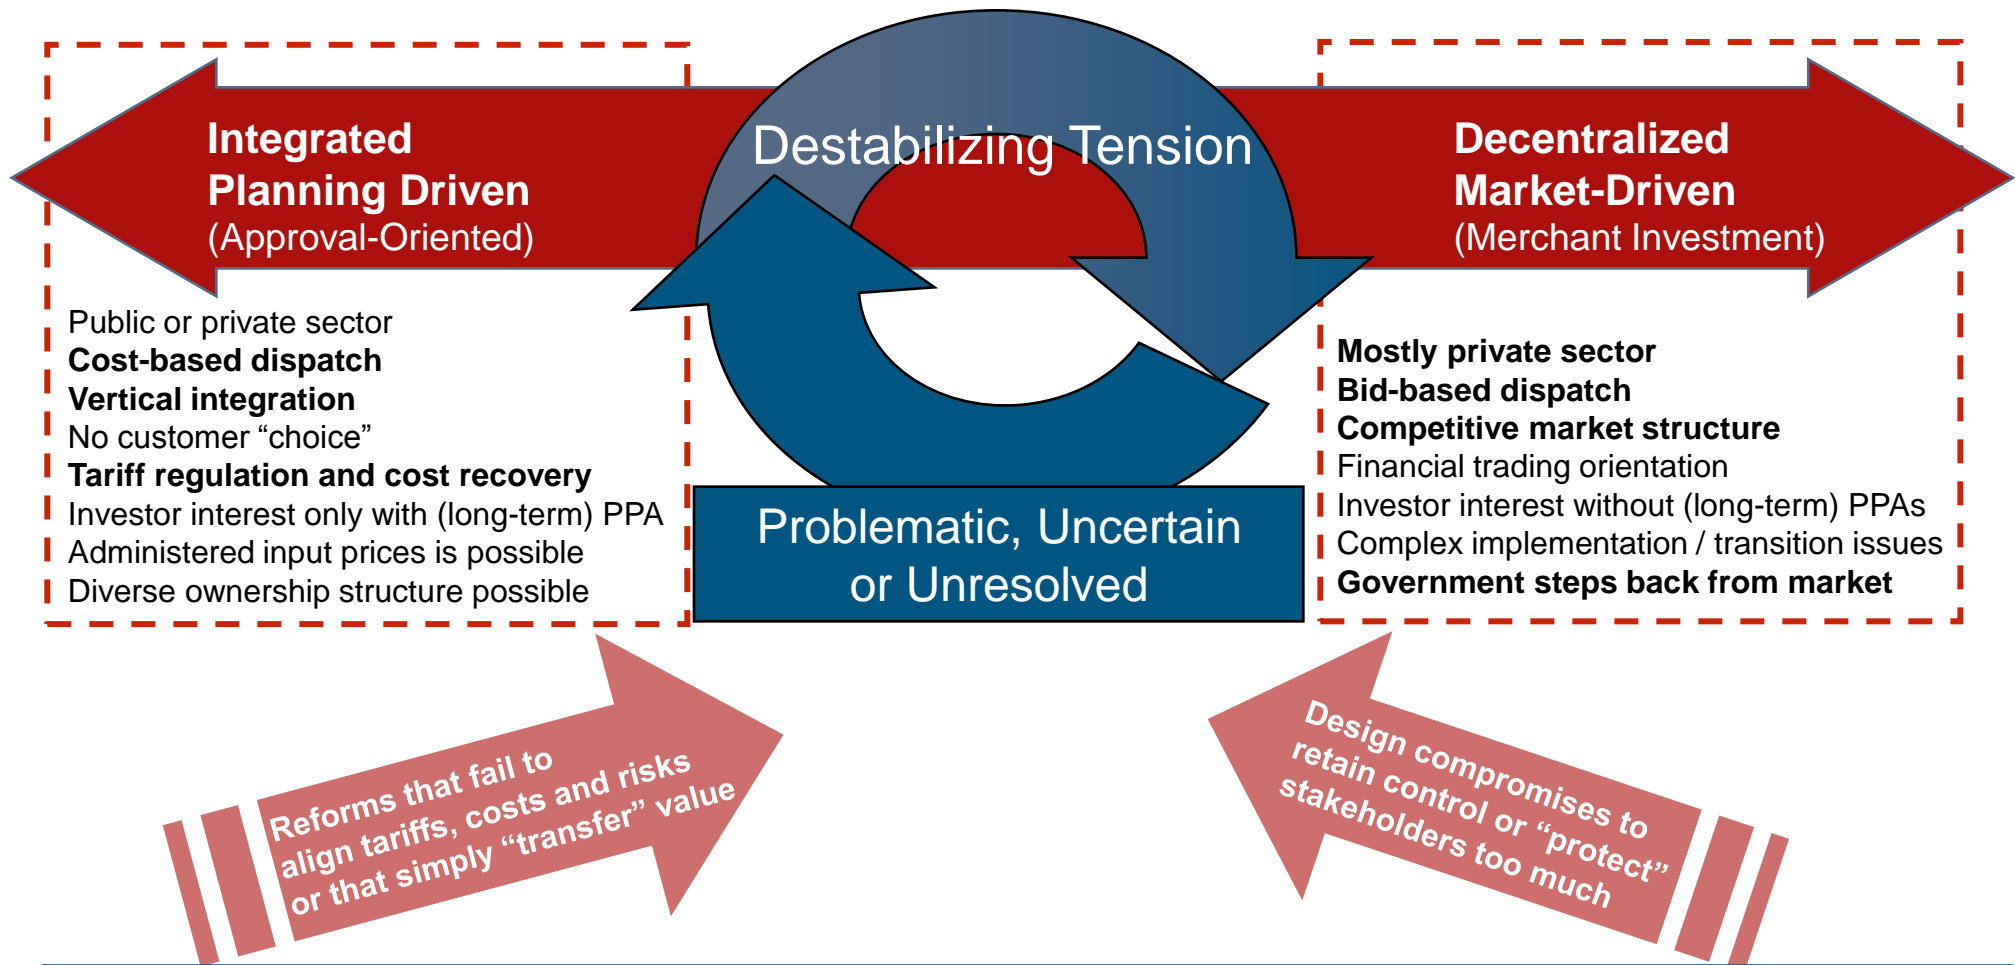 Integrated
Planning Driven
(Approval-Oriented)
Destabilizing Tension
Decentralized
Market-Driven
(Merchant Investment)
Public or private sector
Cost-based dispatch
Vertical integration
No customer “choice”
Tariff regulation and cost recovery
Investor interest only with (long-term) PPA
Administered input prices is possible
Diverse ownership structure possible
Problematic, Uncertain
or Unresolved
Mostly private sector
Bid-based dispatch
Competitive market structure
Financial trading orientation
Investor interest without (long-term) PPAs
Complex implementation / transition issues
Government steps back from market
Reforms that fail to
align tariffs, costs and risks
or that simply “transfer” value
Design compromises to
retain control or “protect”
stakeholders too much